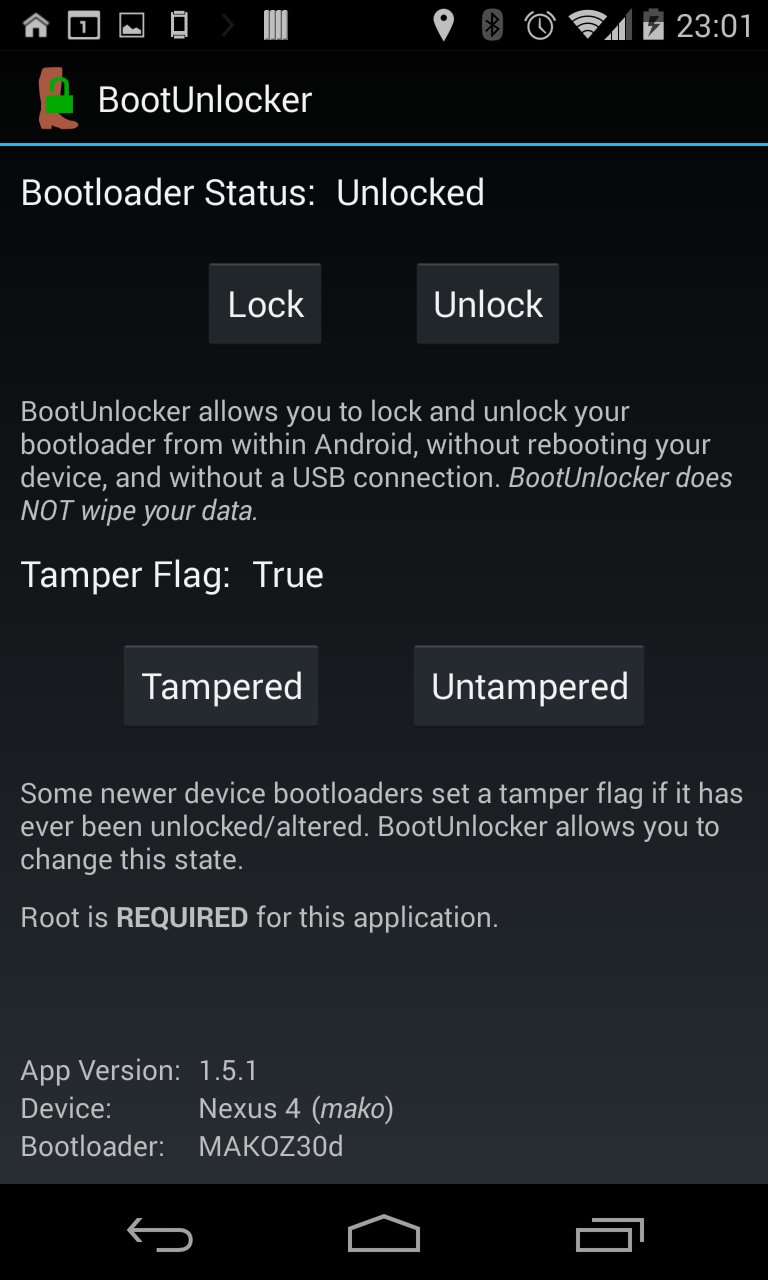 1 23:01
BootUnlocker
Bootloader Status: Unlocked
Lock Unlock
BootUnlocker allows you to lock and unlock your
bootloader from within Android, without rebooting your
device, and without a USB connection. BootUnlocker does
NOT wipe your data.
Tamper Flag: True
Tampered Untampered
Some newer device bootloaders set a tamper flag if it has
ever been unlocked/altered. BootUnlocker allows you to
change this state.
Root is REQUIRED for this application.
App Version: 1.5.1
Device: Nexus 4 (mako)
Bootloader: MAKOZ30d